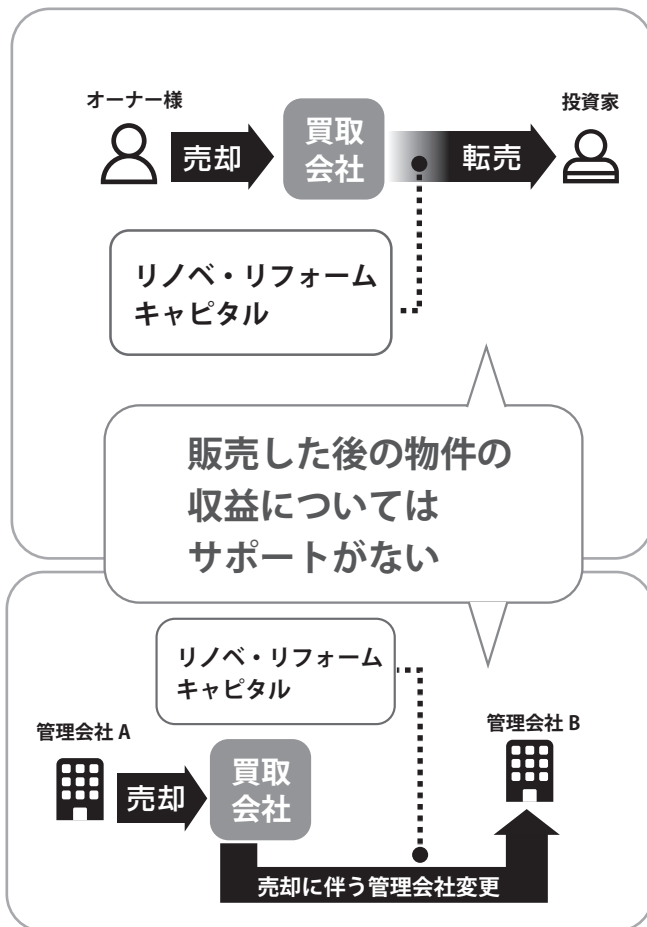 オーナー様
投資家
売却
買取
会社
転売
リノベ・リフォーム
キャピタル
販売した後の物件の
収益については
サポートがない
リノベ・リフォーム
キャピタル
管理会社 A
管理会社 B
売却
買取
会社
売却に伴う管理会社変更